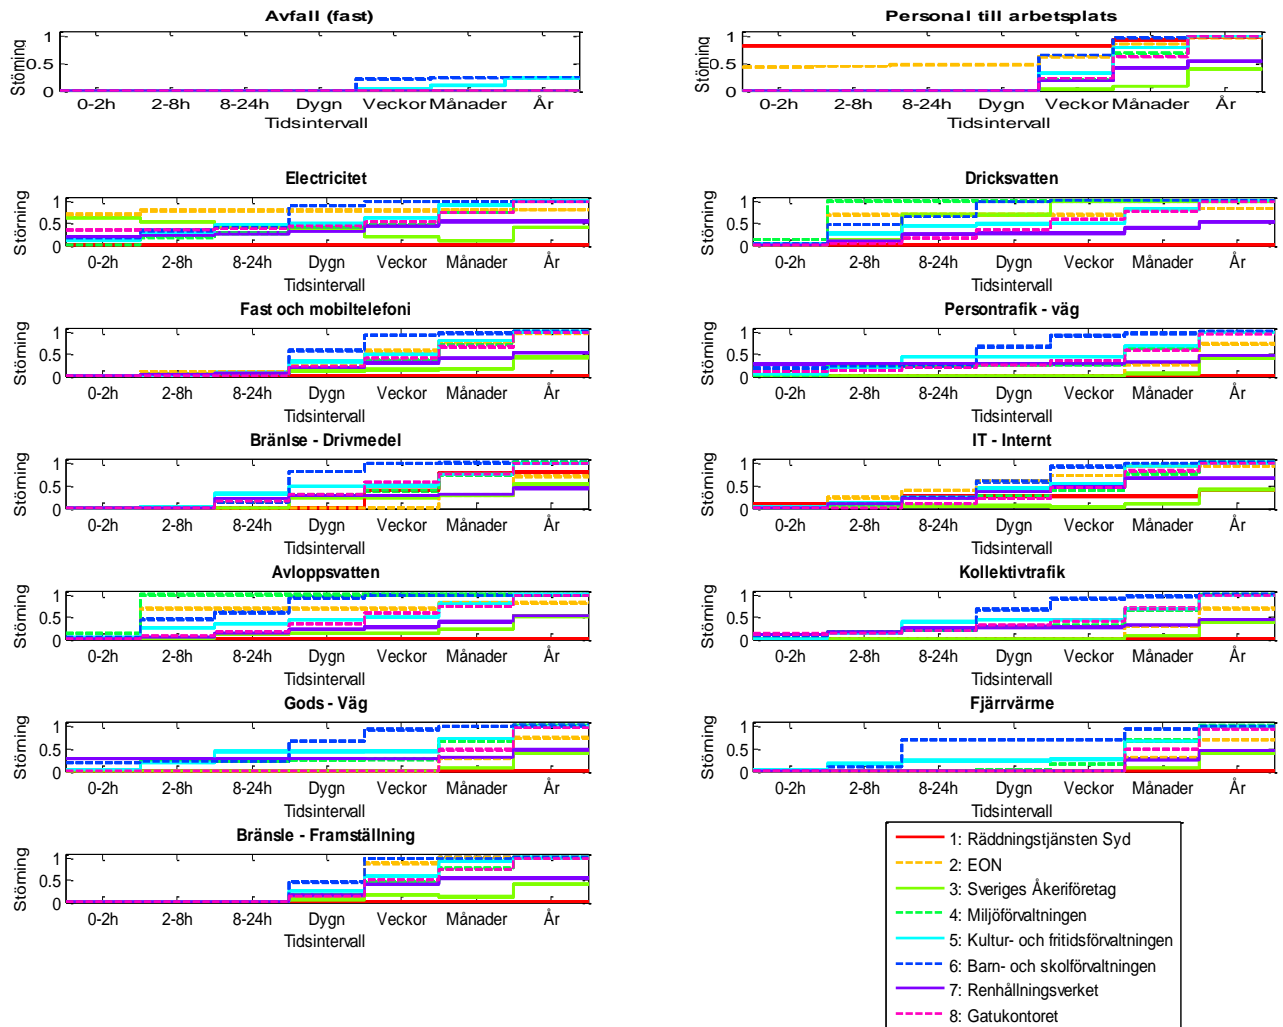 Avfall (fast)
Störning
1
0.5
0
0-2h 2-8h 8-24h Dygn Veckor Månader År
Tidsintervall
Personal till arbetsplats
Störning
1
0.5
0
0-2h 2-8h 8-24h Dygn Veckor Månader År
Tidsintervall
Electricitet
Störning
1
0.5
0
0-2h 2-8h 8-24h Dygn Veckor Månader År
Tidsintervall
Dricksvatten
Störning
1
0.5
0
0-2h 2-8h 8-24h Dygn Veckor Månader År
Tidsintervall
Fast och mobiltelefoni
Störning
1
0.5
0
0-2h 2-8h 8-24h Dygn Veckor Månader År
Tidsintervall
Persontrafik - väg
Störning
1
0.5
0
0-2h 2-8h 8-24h Dygn Veckor Månader År
Tidsintervall
Bränlse - Drivmedel
Störning
1
0.5
0
0-2h 2-8h 8-24h Dygn Veckor Månader År
Tidsintervall
IT - Internt
Störning
1
0.5
0
0-2h 2-8h 8-24h Dygn Veckor Månader År
Tidsintervall
Avloppsvatten
Störning
1
0.5
0
0-2h 2-8h 8-24h Dygn Veckor Månader År
Tidsintervall
Kollektivtrafik
Störning
1
0.5
0
0-2h 2-8h 8-24h Dygn Veckor Månader År
Tidsintervall
Gods - Väg
Störning
1
0.5
0
0-2h 2-8h 8-24h Dygn Veckor Månader År
Tidsintervall
Fjärrvärme
Störning
1
0.5
0
0-2h 2-8h 8-24h Dygn Veckor Månader År
Tidsintervall
Bränsle - Framställning
Störning
1
0.5
0
0-2h 2-8h 8-24h Dygn Veckor Månader År
Tidsintervall
1: Räddningstjänsten Syd
2: EON
3: Sveriges Åkeriföretag
4: Miljöförvaltningen
5: Kultur- och fritidsförvaltningen
6: Barn- och skolförvaltningen
7: Renhållningsverket
8: Gatukontoret